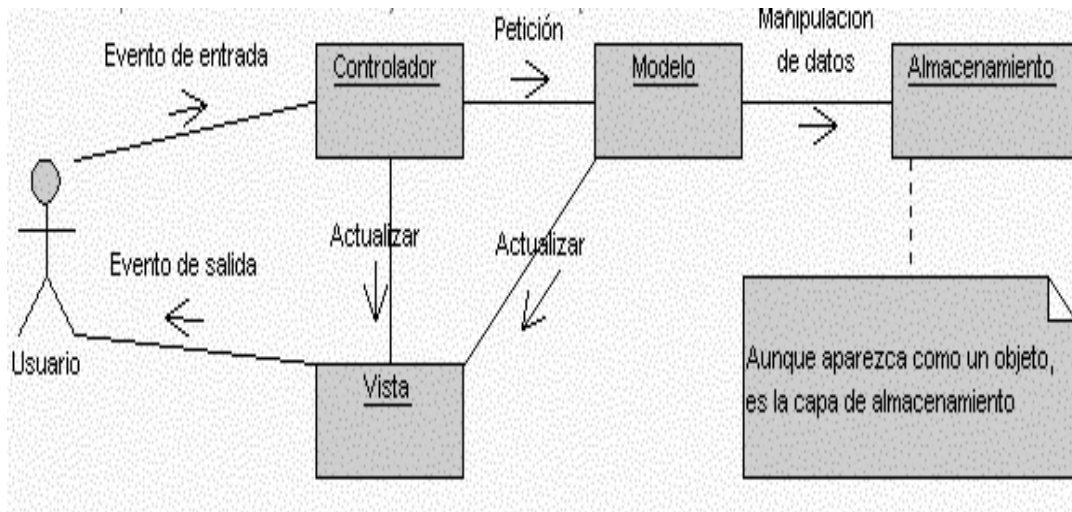 Petición
Manipulación
de datos
Evento de entrada
Controlador
Modelo
Almacenamiento
Actualizar
Actualizar
Evento de salida
Usuario
Vista
Aunque aparezca como un objeto,
es la capa de almacenamiento